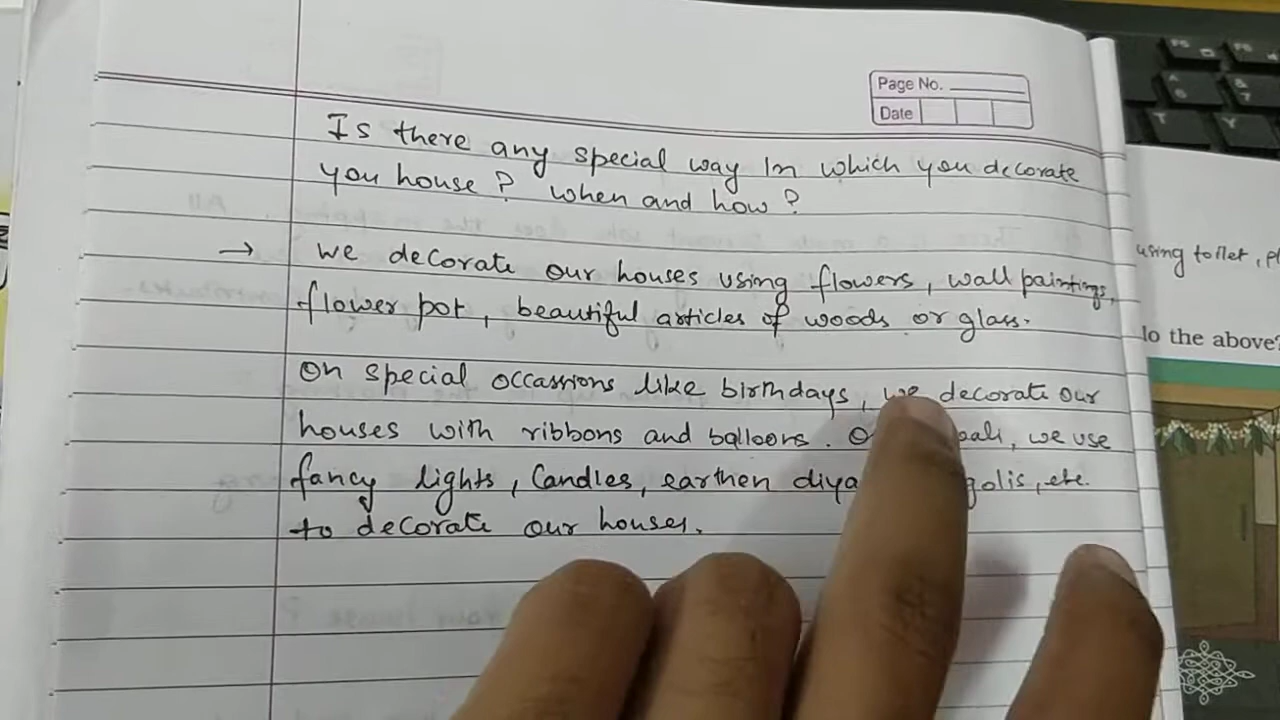 Page No.
Date
Is there any special way In which you decorate
you house? When and how?
→ we decorate our houses using flowers, wall paintings,
flower pot, beautiful articles of woods or glass.
On special occassions like birthdays, we decorate our
houses with ribbons and balloons. we use
fancy lights, Candles, earthen etc.
to decorate our houses.
using toilet,
the above?